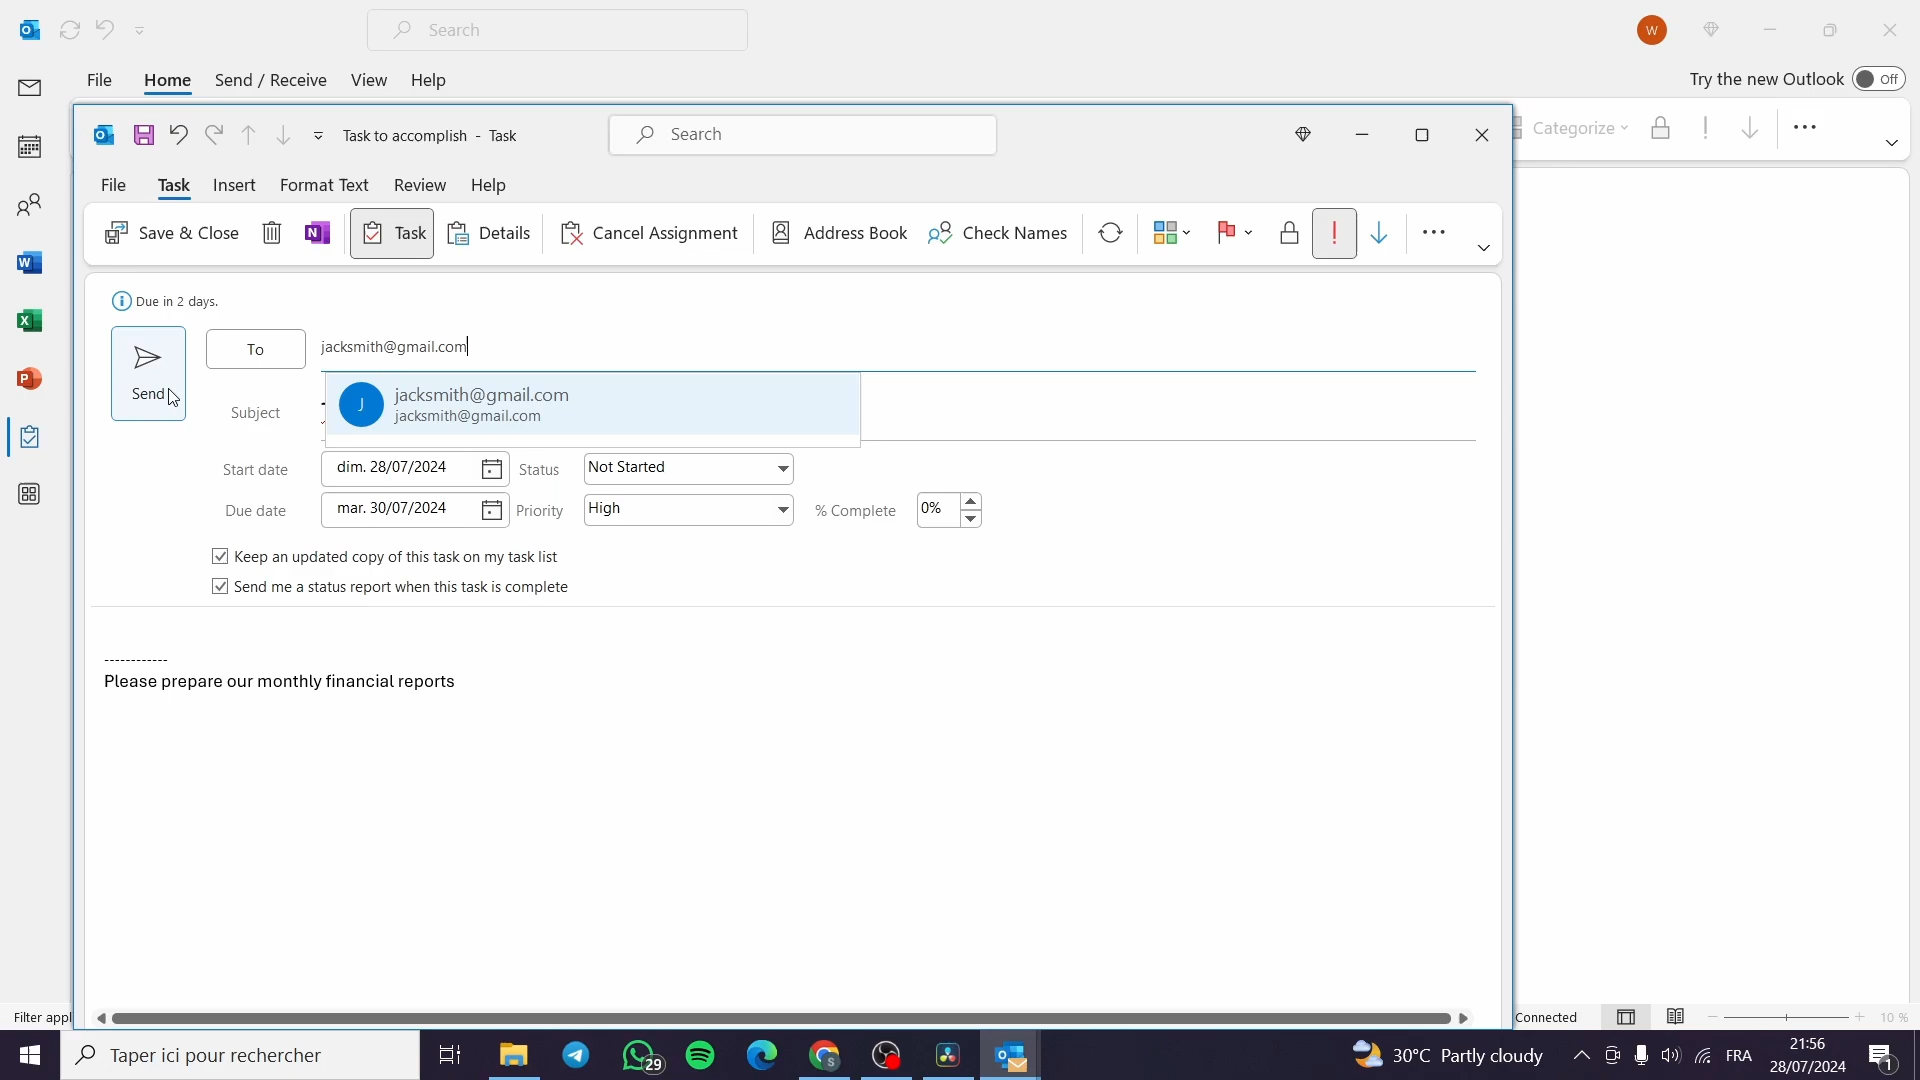 Search
W
File Home Send / Receive View Help
Try the new Outlook Off
Task to accomplish - Task
Search
Categorize
File Task Insert Format Text Review Help
Save & Close Task Details Cancel Assignment Address Book Check Names
Due in 2 days.
To jacksmith@gmail.com
Send
J
jacksmith@gmail.com
jacksmith@gmail.com
Subject
Start date dim. 28/07/2024 Status Not Started
Due date mar. 30/07/2024 Priority High % Complete 0%
Keep an updated copy of this task on my task list
Send me a status report when this task is complete
------------
Please prepare our monthly financial reports
Filter appl
Connected
10 %
Taper ici pour rechercher
29
30°C Partly cloudy
FRA
21:56
28/07/2024
1